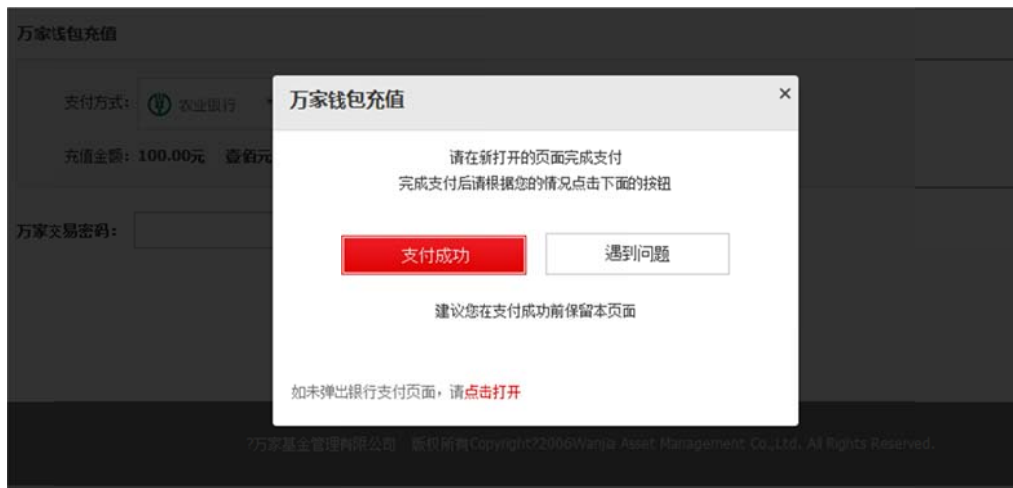 万家钱包充值
支付方式: 农业银行
充值金额: 100.00元 壹佰元
万家交易密码:
万家钱包充值 ×
请在新打开的页面完成支付
完成支付后请根据您的情况点击下面的按钮
支付成功 遇到问题
建议您在支付成功前保留本页面
如未弹出银行支付页面，请点击打开
?万家基金管理有限公司 版权所有Copyright?2006Wanjia Asset Management Co.,Ltd. All Rights Reserved.